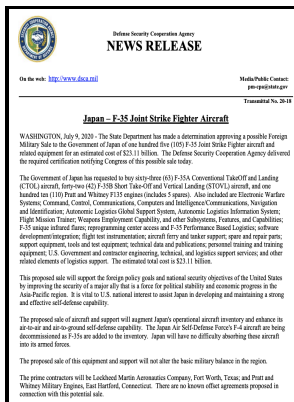 Defense Security Cooperation Agency
NEWS RELEASE
On the web: http://www.dsca.mil
Media/Public Contact:
pm-cpa@state.gov
Transmittal No. 20-18
Japan – F-35 Joint Strike Fighter Aircraft
WASHINGTON, July 9, 2020 - The State Department has made a determination approving a possible Foreign
Military Sale to the Government of Japan of one hundred five (105) F-35 Joint Strike Fighter aircraft and
related equipment for an estimated cost of $23.11 billion. The Defense Security Cooperation Agency delivered
the required certification notifying Congress of this possible sale today.
The Government of Japan has requested to buy sixty-three (63) F-35A Conventional TakeOff and Landing
(CTOL) aircraft, forty-two (42) F-35B Short Take-Off and Vertical Landing (STOVL) aircraft, and one
hundred ten (110) Pratt and Whitney F135 engines (includes 5 spares). Also included are Electronic Warfare
Systems; Command, Control, Communications, Computers and Intelligence/Communications, Navigation
and Identification; Autonomic Logistics Global Support System, Autonomic Logistics Information System;
Flight Mission Trainer; Weapons Employment Capability, and other Subsystems, Features, and Capabilities;
F-35 unique infrared flares; reprogramming center access and F-35 Performance Based Logistics; software
development/integration; flight test instrumentation; aircraft ferry and tanker support; spare and repair parts;
support equipment, tools and test equipment; technical data and publications; personnel training and training
equipment; U.S. Government and contractor engineering, technical, and logistics support services; and other
related elements of logistics support. The estimated total cost is $23.11 billion.
This proposed sale will support the foreign policy goals and national security objectives of the United States
by improving the security of a major ally that is a force for political stability and economic progress in the
Asia-Pacific region. It is vital to U.S. national interest to assist Japan in developing and maintaining a strong
and effective self-defense capability.
The proposed sale of aircraft and support will augment Japan's operational aircraft inventory and enhance its
air-to-air and air-to-ground self-defense capability. The Japan Air Self-Defense Force's F-4 aircraft are being
decommissioned as F-35s are added to the inventory. Japan will have no difficulty absorbing these aircraft
into its armed forces.
The proposed sale of this equipment and support will not alter the basic military balance in the region.
The prime contractors will be Lockheed Martin Aeronautics Company, Fort Worth, Texas; and Pratt and
Whitney Military Engines, East Hartford, Connecticut. There are no known offset agreements proposed in
connection with this potential sale.